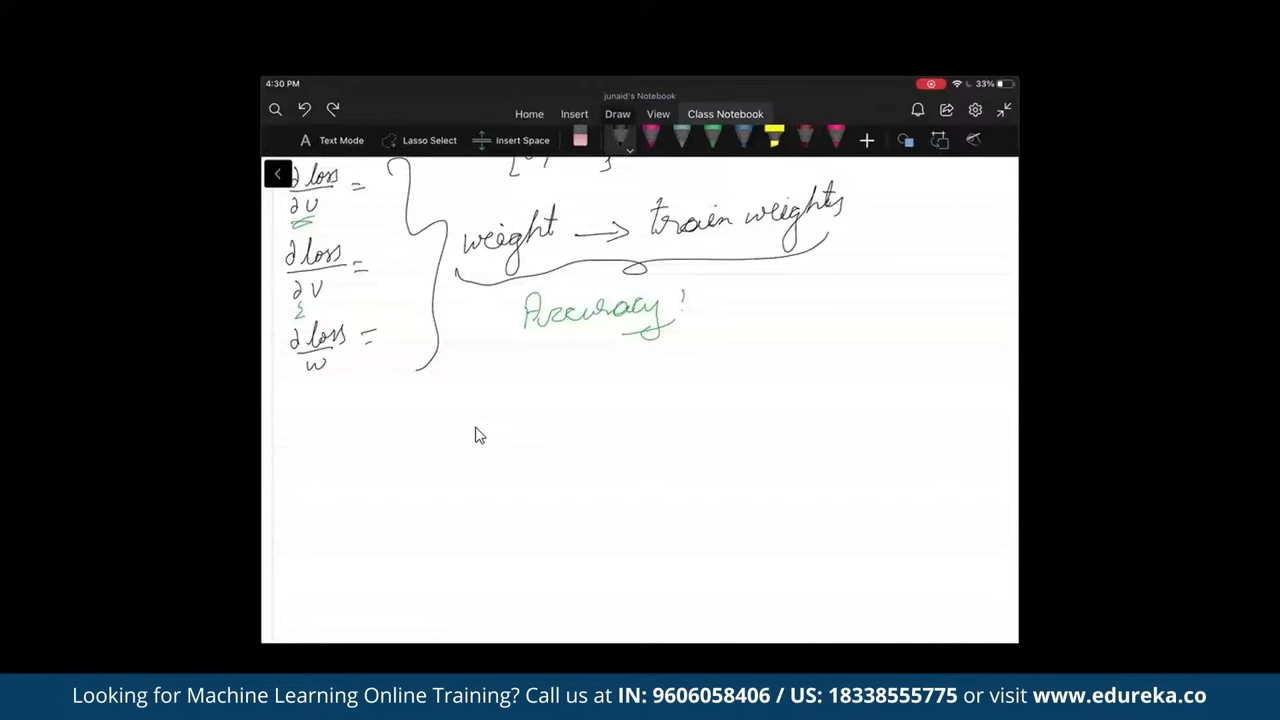 4:30 PM
33%
junaid's Notebook
Home Insert Draw View Class Notebook
A Text Mode Lasso Select Insert Space
∂ loss
∂ U =
weight → train weights
∂ loss
∂ V =
Accuracy!
∂ loss
w =
Looking for Machine Learning Online Training? Call us at IN: 9606058406 / US: 18338555775 or visit www.edureka.co